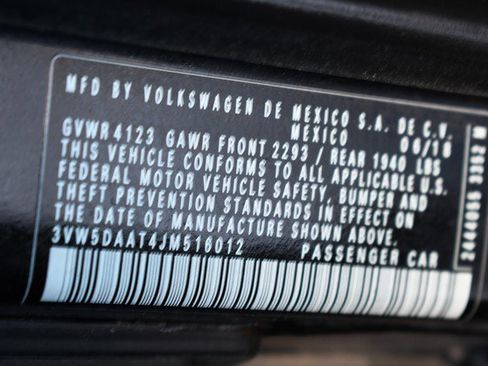 MFD BY VOLKSWAGEN DE MEXICO S.A. DE C.V.
MEXICO 06/18
GVWR 4123 GAWR FRONT 2293 / REAR 1940 LBS
THIS VEHICLE CONFORMS TO ALL APPLICABLE U.S.
FEDERAL MOTOR VEHICLE SAFETY, BUMPER AND
THEFT PREVENTION STANDARDS IN EFFECT ON
THE DATE OF MANUFACTURE SHOWN ABOVE.
3VW5DAAT4JM516012 PASSENGER CAR